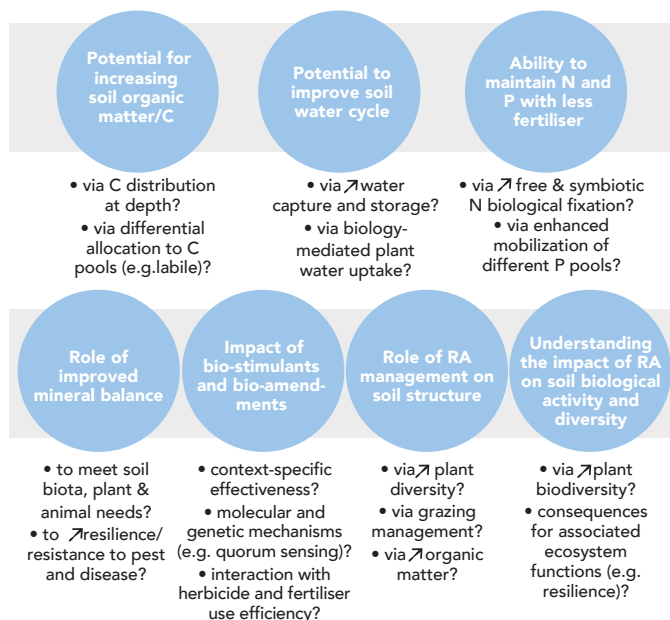 Potential for
increasing
soil organic
matter/C
Potential to
improve soil
water cycle
Ability to
maintain N and
P with less
fertiliser
• via C distribution
at depth?
• via differential
allocation to C
pools (e.g.labile)?
• via ↗ water
capture and storage?
• via biology-
mediated plant
water uptake?
• via ↗ free & symbiotic
N biological fixation?
• via enhanced
mobilization of
different P pools?
Role of
improved
mineral balance
Impact of
bio-stimulants
and bio-amend-
ments
Role of RA
management on
soil structure
Understanding
the impact of RA
on soil biological
activity and
diversity
• to meet soil
biota, plant &
animal needs?
• to ↗resilience/
resistance to pest
and disease?
• context-specific
effectiveness?
• molecular and
genetic mechanisms
(e.g. quorum sensing)?
• interaction with
herbicide and fertiliser
use efficiency?
• via↗ plant
diversity?
• via grazing
management?
• via↗ organic
matter?
• via ↗plant
biodiversity?
• consequences
for associated
ecosystem
functions (e.g.
resilience)?